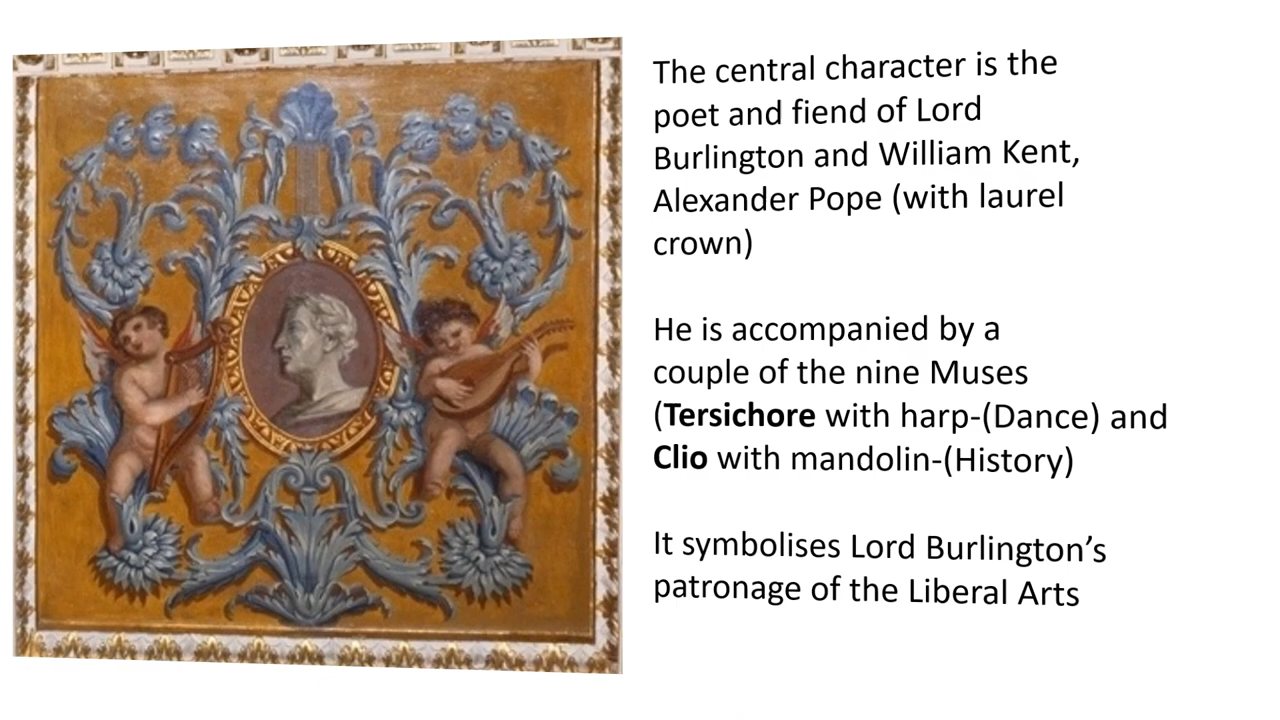 The central character is the
poet and fiend of Lord
Burlington and William Kent,
Alexander Pope (with laurel
crown)
He is accompanied by a
couple of the nine Muses
(Tersichore with harp-(Dance) and
Clio with mandolin-(History)
It symbolises Lord Burlington’s
patronage of the Liberal Arts